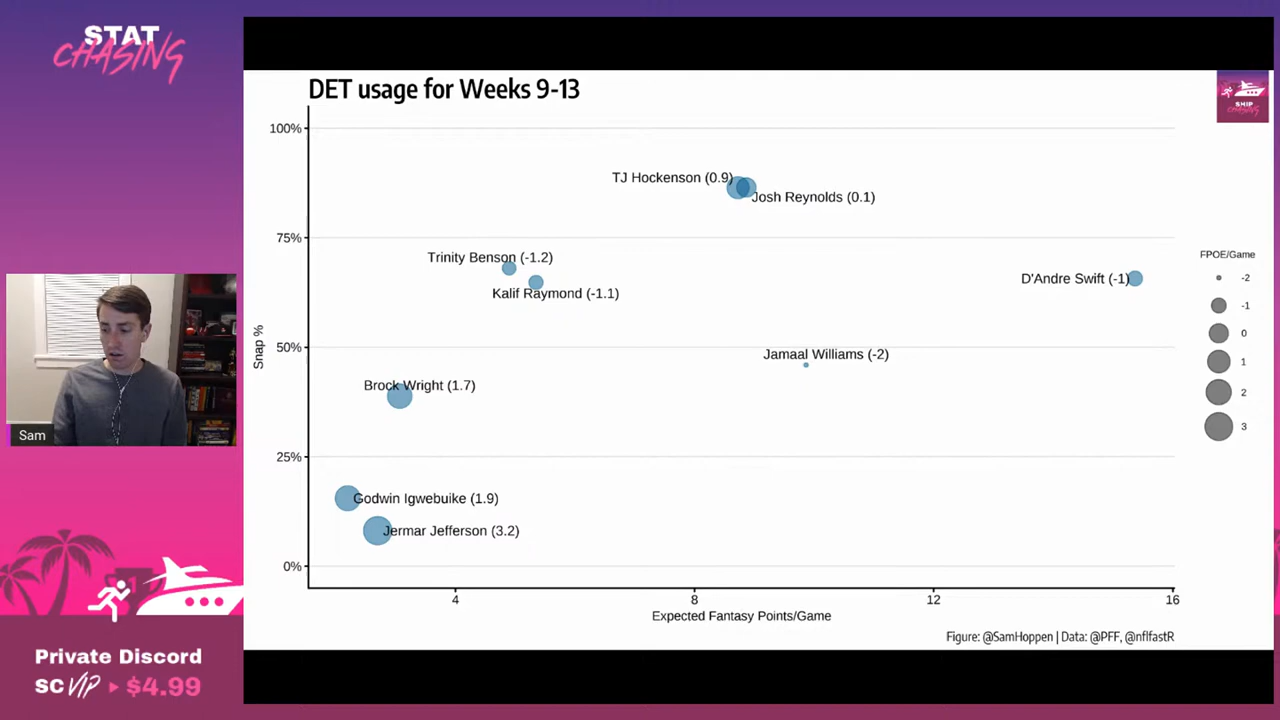 STAT
CHASING
DET usage for Weeks 9-13
SHIP
CHASING
100%
75%
50%
25%
0%
Snap %
TJ Hockenson (0.9)
Josh Reynolds (0.1)
Trinity Benson (-1.2)
Kalif Raymond (-1.1)
D'Andre Swift (-1)
Jamaal Williams (-2)
Brock Wright (1.7)
Godwin Igwebuike (1.9)
Jermar Jefferson (3.2)
FPOE/Game
-2
-1
0
1
2
3
4
8
12
16
Expected Fantasy Points/Game
Figure: @SamHoppen | Data: @PFF, @nflfastR
Sam
Private Discord
SC VIP $4.99